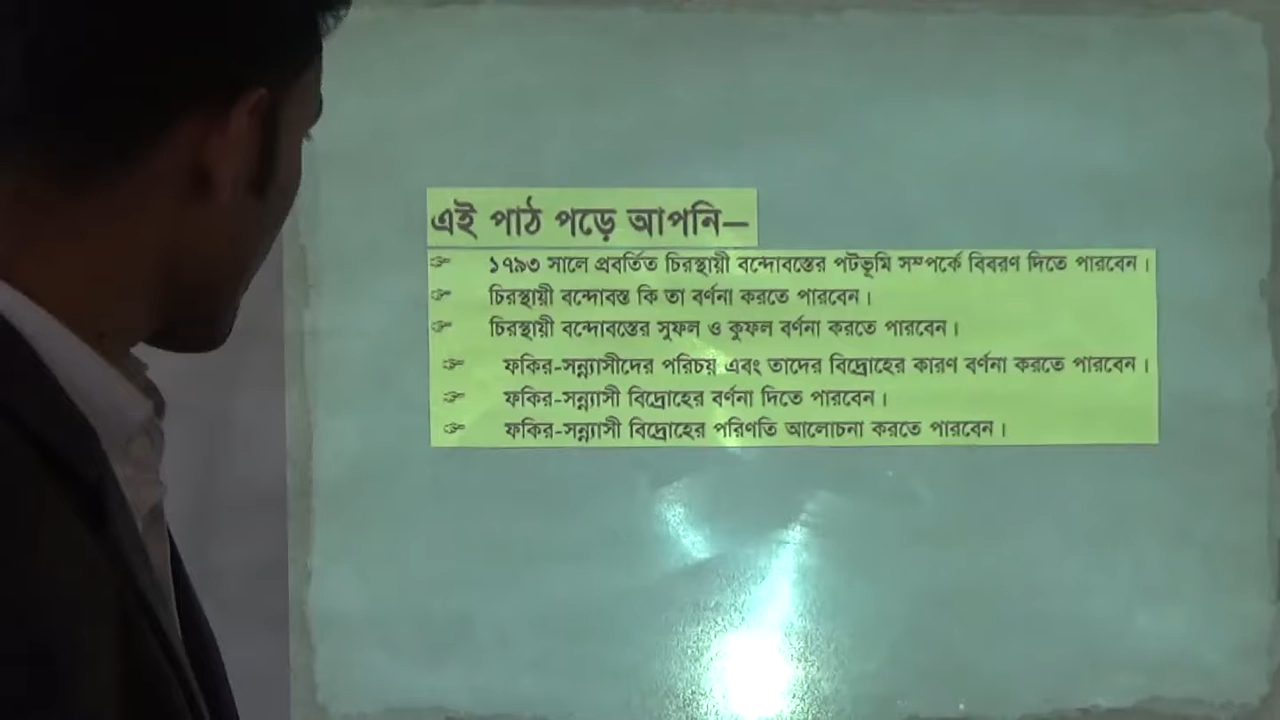 এই পাঠ পড়ে আপনি—
☞ ১৭৯৩ সালে প্রবর্তিত চিরস্থায়ী বন্দোবস্তের পটভূমি সম্পর্কে বিবরণ দিতে পারবেন।
☞ চিরস্থায়ী বন্দোবস্ত কি তা বর্ণনা করতে পারবেন।
☞ চিরস্থায়ী বন্দোবস্তের সুফল ও কুফল বর্ণনা করতে পারবেন।
☞ ফকির-সন্ন্যাসীদের পরিচয় এবং তাদের বিদ্রোহের কারণ বর্ণনা করতে পারবেন।
☞ ফকির-সন্ন্যাসী বিদ্রোহের বর্ণনা দিতে পারবেন।
☞ ফকির-সন্ন্যাসী বিদ্রোহের পরিণতি আলোচনা করতে পারবেন।